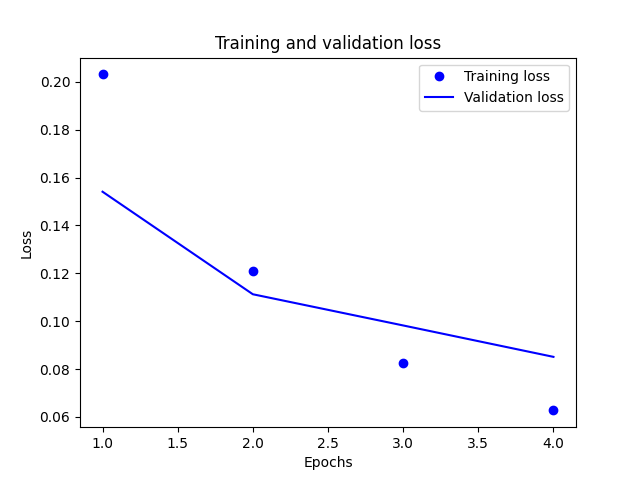 Training and validation loss
Training loss
Validation loss
0.20
0.18
0.16
0.14
0.12
0.10
0.08
0.06
Loss
1.0 1.5 2.0 2.5 3.0 3.5 4.0
Epochs